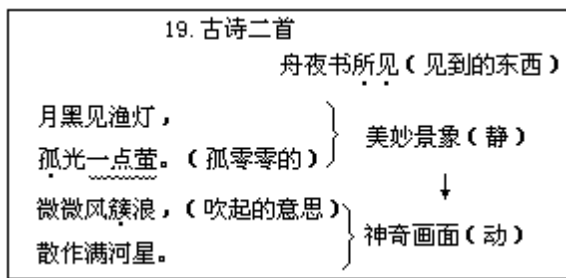 19.古诗二首
舟夜书所见(见到的东西)
月黑见渔灯,
孤光一点萤。(孤零零的)
美妙景象(静)
微微风簇浪,(吹起的意思)
散作满河星。
神奇画面(动)